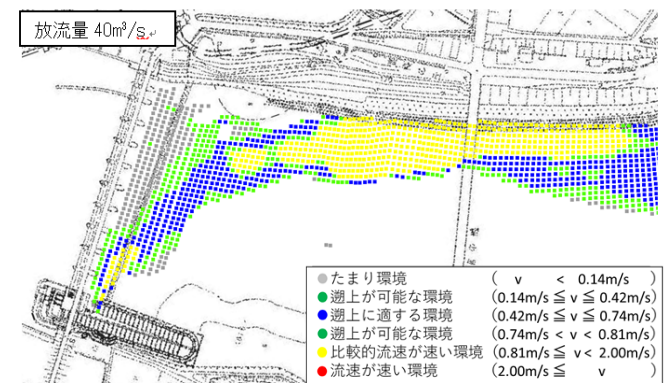 放流量 40m³/s
たまり環境 ( v < 0.14m/s )
遡上が可能な環境 (0.14m/s ≦ v ≦ 0.42m/s)
遡上に適する環境 (0.42m/s ≦ v ≦ 0.74m/s)
遡上が可能な環境 (0.74m/s < v < 0.81m/s)
比較的流速が速い環境 (0.81m/s ≦ v < 2.00m/s)
流速が速い環境 (2.00m/s ≦ v )